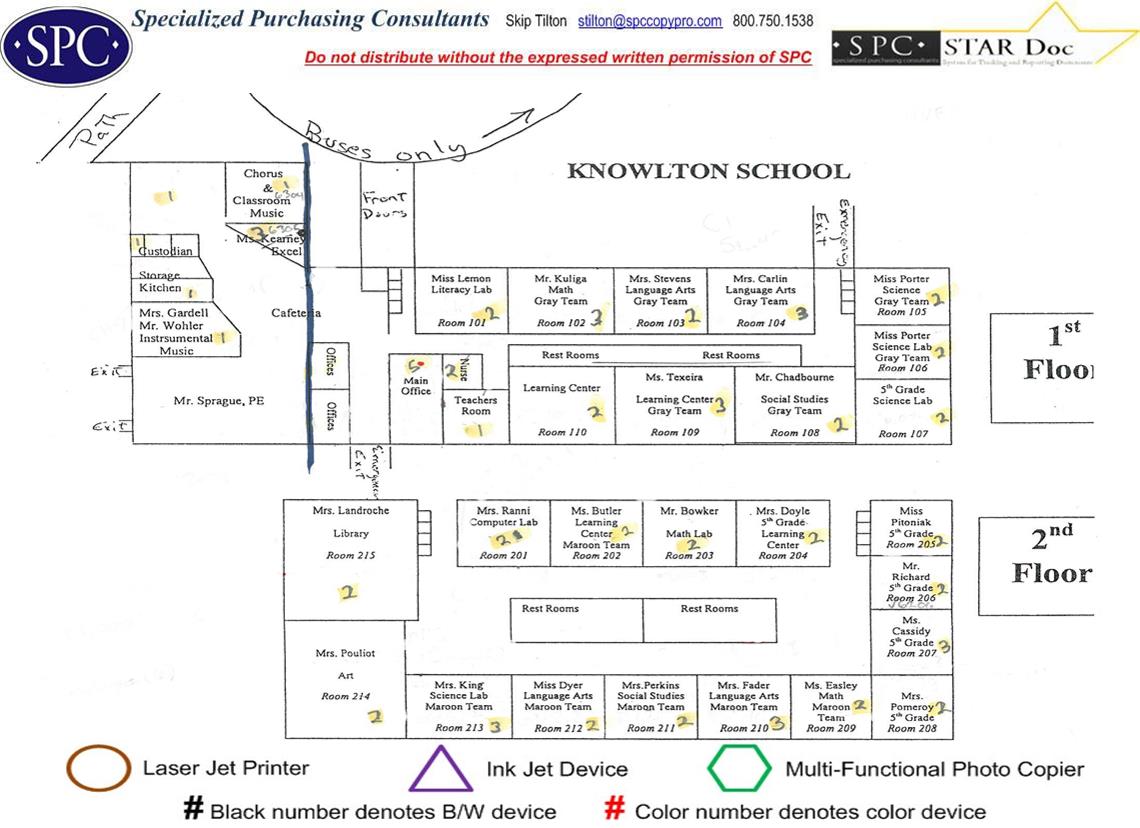 SPC
Specialized Purchasing Consultants Skip Tilton stilton@spccopypro.com 800.750.1538
Do not distribute without the expressed written permission of SPC
· S P C · STAR Doc
specialized purchasing consultants System for Tracking and Reporting Documents
Path
Buses only
KNOWLTON SCHOOL
Front
Doors
Emergency
Exit
1
Chorus
&
1
6304
Classroom
Music
3
6305
Ms. Kearney
Excel
1
Custodian
Storage
Kitchen
1
Mrs. Gardell
Mr. Wohler
Instrsumental
Music
1
Cafeteria
Mr. Sprague, PE
Exit
Exit
Offices
Offices
Emergency
Exit
Miss Lemon
Literacy Lab
2
Room 101
Mr. Kuliga
Math
Gray Team
Room 102
3
Mrs. Stevens
Language Arts
Gray Team
Room 103
2
Mrs. Carlin
Language Arts
Gray Team
Room 104
3
Miss Porter
Science
Gray Team
2
Room 105
Miss Porter
Science Lab
Gray Team
2
Room 106
5th Grade
Science Lab
2
Room 107
Rest Rooms
Rest Rooms
5
Main
Office
2
Nurse
Teachers
Room
1
Learning Center
2
Room 110
Ms. Texeira
Learning Center
Gray Team
3
Room 109
Mr. Chadbourne
Social Studies
Gray Team
2
Room 108
1st
Floor
Mrs. Landroche
Library
Room 215
2
Mrs. Ranni
Computer Lab
2
Room 201
Ms. Butler
Learning
Center
2
Maroon Team
Room 202
Mr. Bowker
Math Lab
2
Room 203
Mrs. Doyle
5th Grade
Learning
2
Center
Room 204
Miss
Pitoniak
5th Grade
Room 205
2
Mr.
Richard
5th Grade
2
Room 206
Ms.
Cassidy
5th Grade
3
Room 207
Rest Rooms
Rest Rooms
2nd
Floor
Mrs. Pouliot
Art
Room 214
2
Mrs. King
Science Lab
Maroon Team
Room 213
3
Miss Dyer
Language Arts
Maroon Team
Room 212
2
Mrs.Perkins
Social Studies
Maroon Team
Room 211
2
Mrs. Fader
Language Arts
Maroon Team
Room 210
3
Ms. Easley
Math
Maroon
2
Team
Room 209
Mrs.
Pomeroy
2
5th Grade
Room 208
Laser Jet Printer
Ink Jet Device
Multi-Functional Photo Copier
# Black number denotes B/W device
# Color number denotes color device